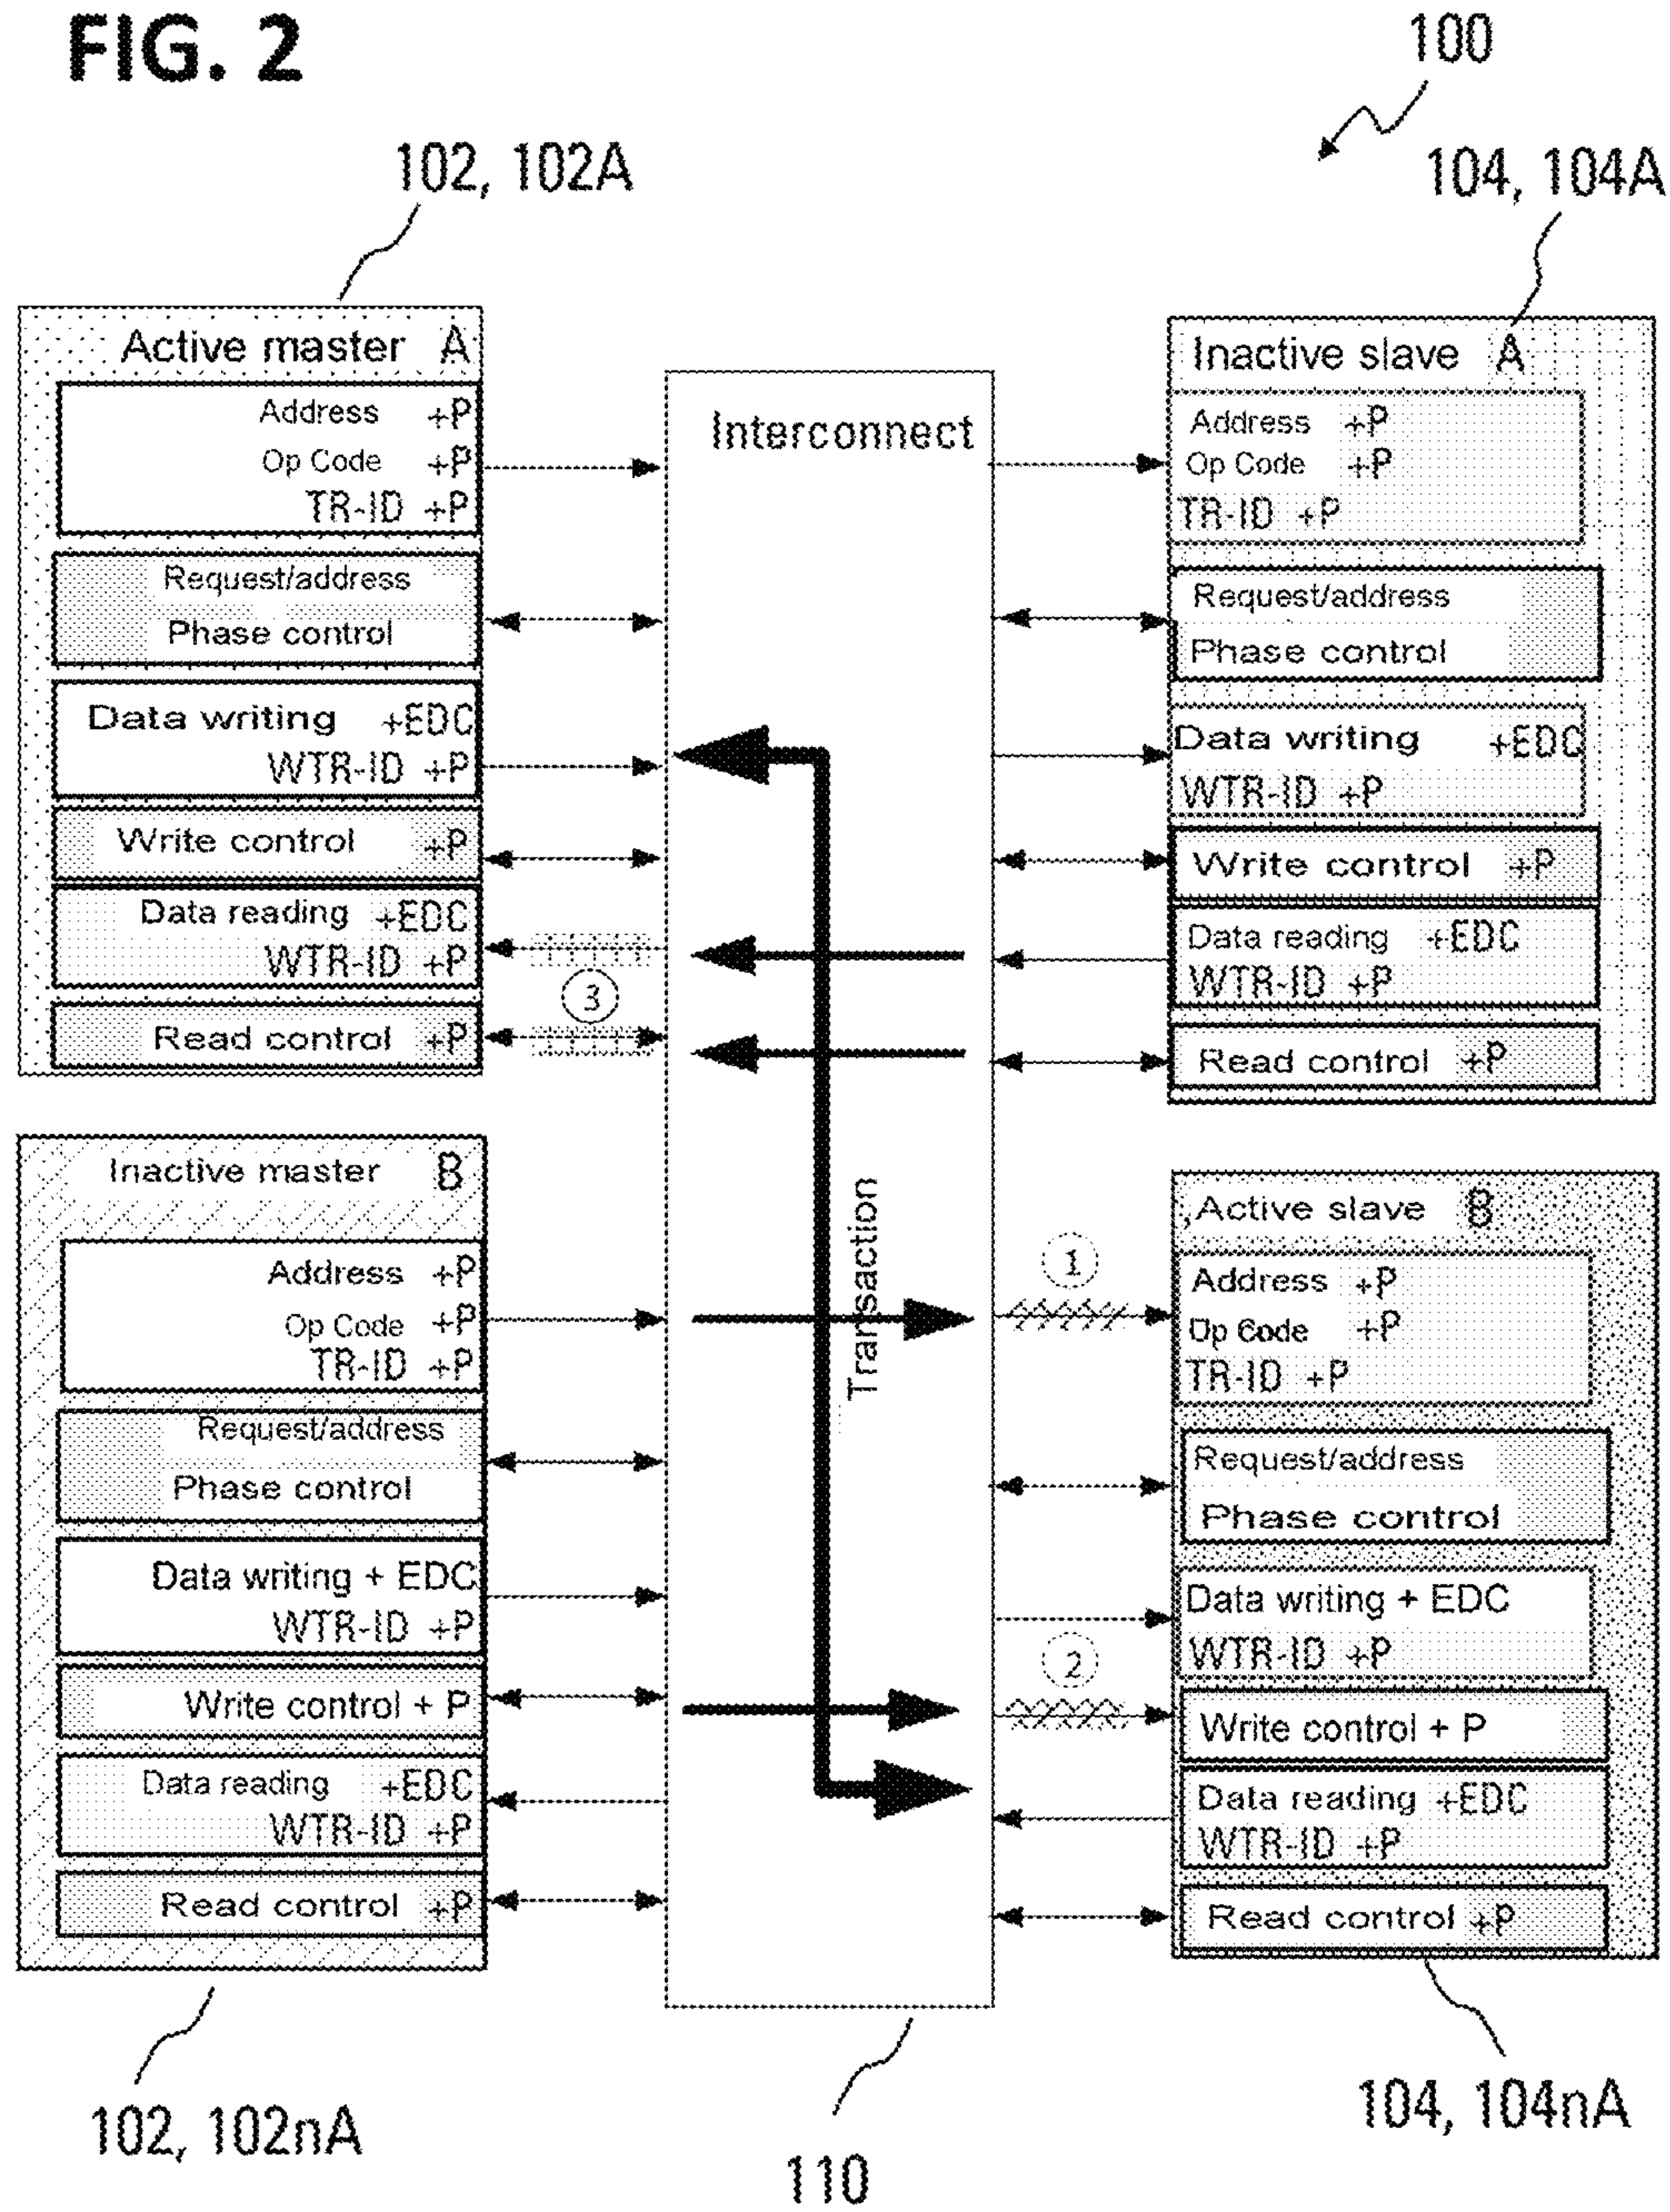 FIG. 2
100
102, 102A
104, 104A
Active master A
Address +P
Op Code +P
TR-ID +P
Request/address
Phase control
Data writing +EDC
WTR-ID +P
Write control +P
Data reading +EDC
WTR-ID +P
Read control +P
3
Interconnect
Transaction
Inactive slave A
Address +P
Op Code +P
TR-ID +P
Request/address
Phase control
Data writing +EDC
WTR-ID +P
Write control +P
Data reading +EDC
WTR-ID +P
Read control +P
Inactive master B
Address +P
Op Code +P
TR-ID +P
Request/address
Phase control
Data writing + EDC
WTR-ID +P
Write control + P
Data reading +EDC
WTR-ID +P
Read control +P
1
2
Active slave B
Address +P
Op Code +P
TR-ID +P
Request/address
Phase control
Data writing + EDC
WTR-ID +P
Write control + P
Data reading +EDC
WTR-ID +P
Read control +P
102, 102nA
110
104, 104nA